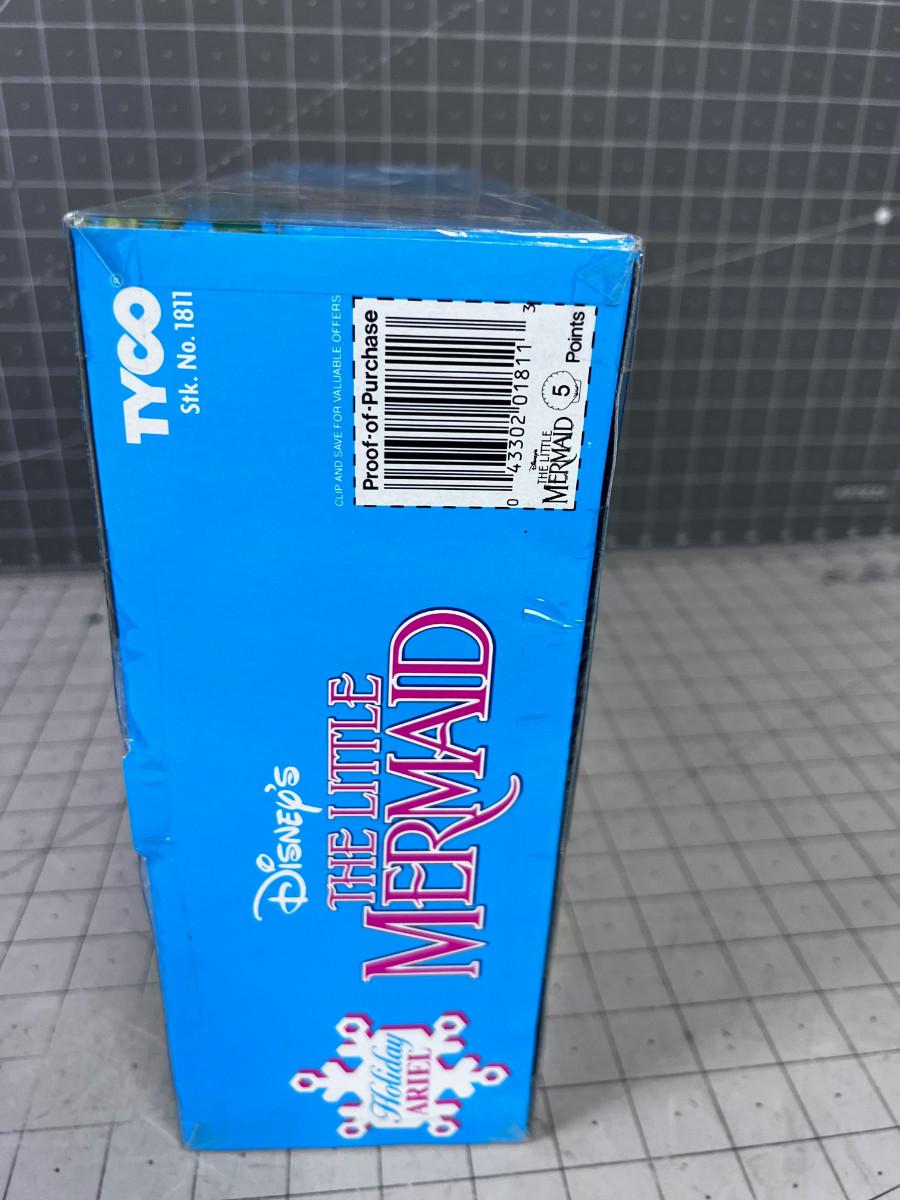 TYCO®
Stk. No. 1811
CLIP AND SAVE FOR VALUABLE OFFERS
Proof-of-Purchase
0 43302 01811 3
Disney's
THE LITTLE
MERMAID
5 Points
DISNEY'S
THE LITTLE
MERMAID
Holiday
ARIEL